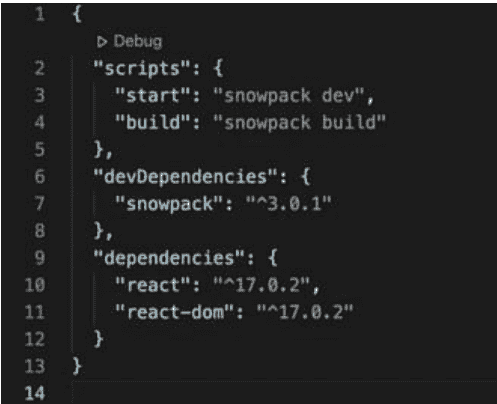 1 {
▷ Debug
2 "scripts": {
3 "start": "snowpack dev",
4 "build": "snowpack build"
5 },
6 "devDependencies": {
7 "snowpack": "^3.0.1"
8 },
9 "dependencies": {
10 "react": "^17.0.2",
11 "react-dom": "^17.0.2"
12 }
13 }
14